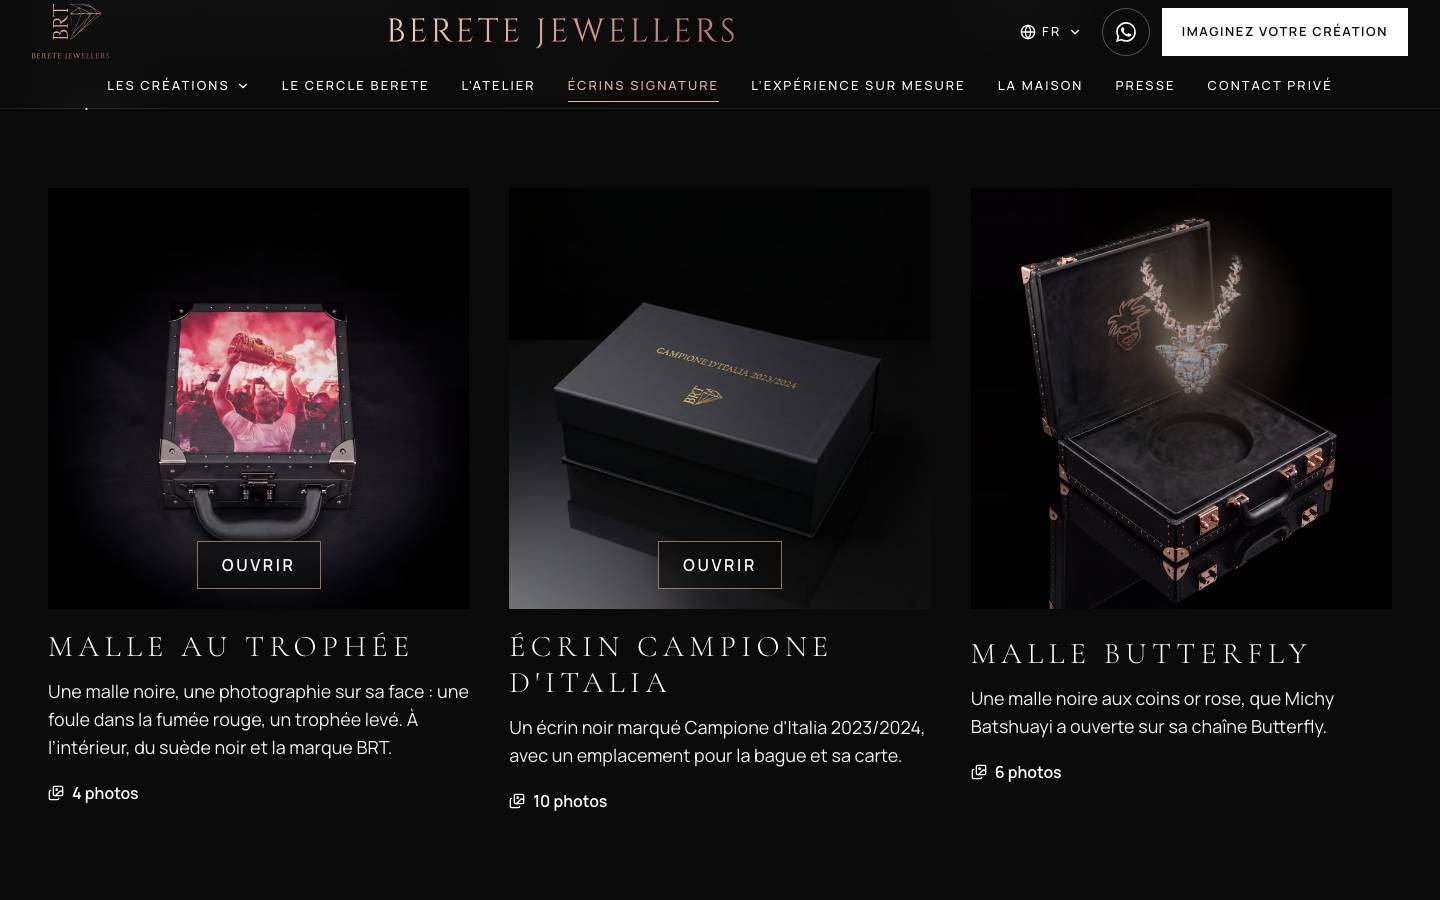 BRT
BERETE JEWELLERS
BERETE JEWELLERS
FR
IMAGINEZ VOTRE CRÉATION
LES CRÉATIONS
LE CERCLE BERETE
L'ATELIER
ÉCRINS SIGNATURE
L'EXPÉRIENCE SUR MESURE
LA MAISON
PRESSE
CONTACT PRIVÉ
CAMPIONE D'ITALIA 2023/2024
BRT
OUVRIR
OUVRIR
MALLE AU TROPHÉE
Une malle noire, une photographie sur sa face : une
foule dans la fumée rouge, un trophée levé. À
l'intérieur, du suède noir et la marque BRT.
4 photos
ÉCRIN CAMPIONE
D'ITALIA
Un écrin noir marqué Campione d'Italia 2023/2024,
avec un emplacement pour la bague et sa carte.
10 photos
MALLE BUTTERFLY
Une malle noire aux coins or rose, que Michy
Batshuayi a ouverte sur sa chaîne Butterfly.
6 photos